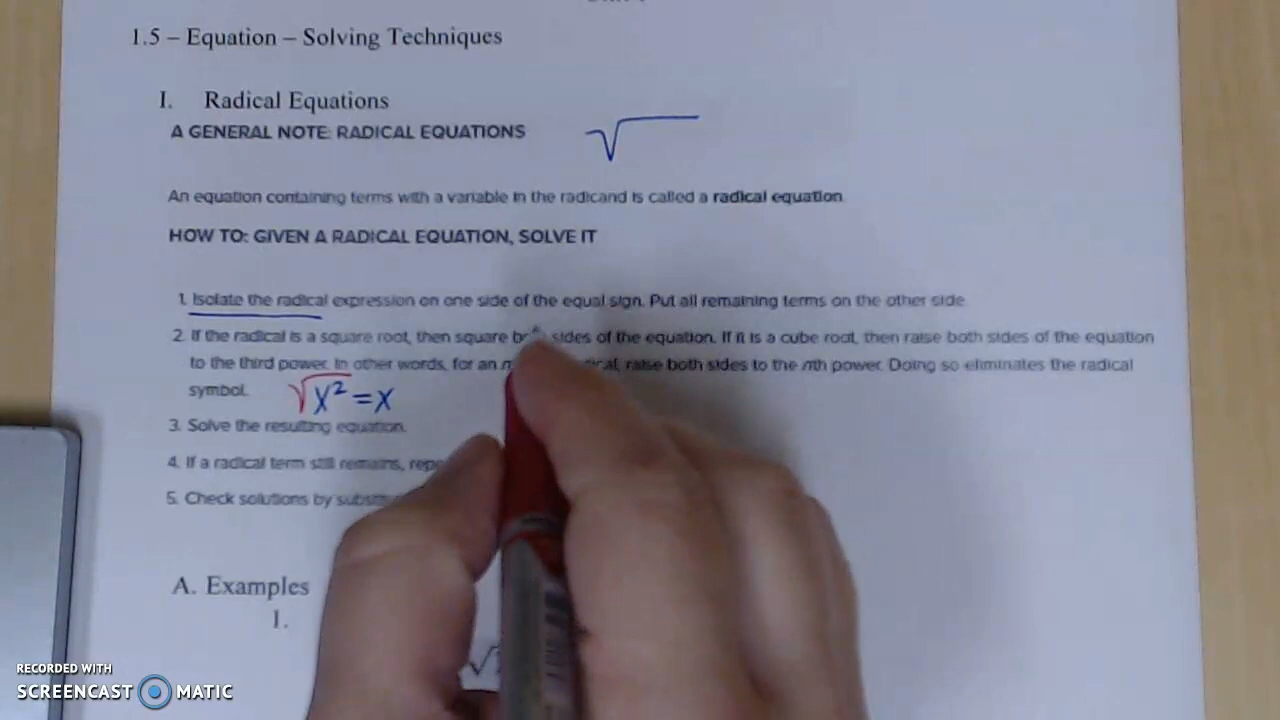 1.5 – Equation – Solving Techniques
I. Radical Equations
A GENERAL NOTE: RADICAL EQUATIONS
√
An equation containing terms with a variable in the radicand is called a radical equation.
HOW TO: GIVEN A RADICAL EQUATION, SOLVE IT
1. Isolate the radical expression on one side of the equal sign. Put all remaining terms on the other side.
2. If the radical is a square root, then square sides of the equation. If it is a cube root, then raise both sides of the equation
to the third power. In other words, for an raise both sides to the nth power. Doing so eliminates the radical
symbol.
√x² = x
3. Solve the resulting equation.
4. If a radical term still remains,
5. Check solutions by
A. Examples
1.
√
RECORDED WITH
SCREENCAST MATIC